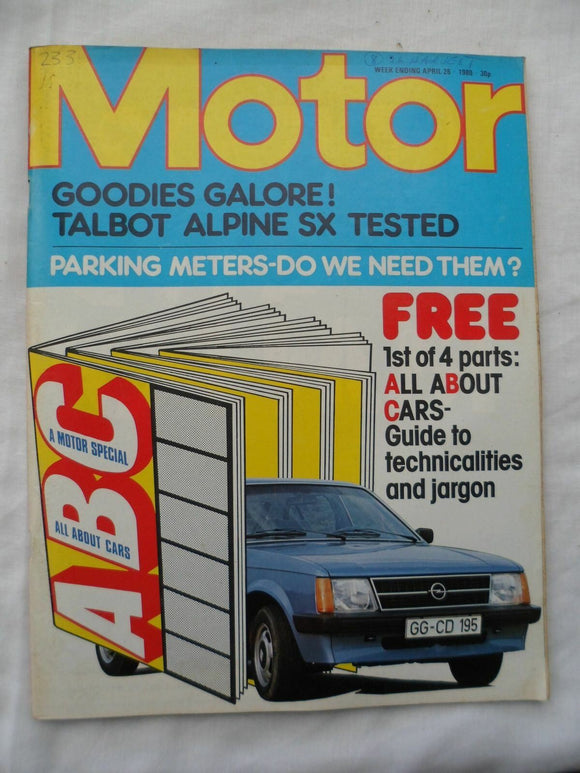 233
Motor
WEEK ENDING APRIL 26 1980 30p
GOODIES GALORE!
TALBOT ALPINE SX TESTED
PARKING METERS-DO WE NEED THEM?
FREE
1st of 4 parts:
ALL ABOUT
CARS-
Guide to
technicalities
and jargon
ABC
A MOTOR SPECIAL
ALL ABOUT CARS
GG-CD 195